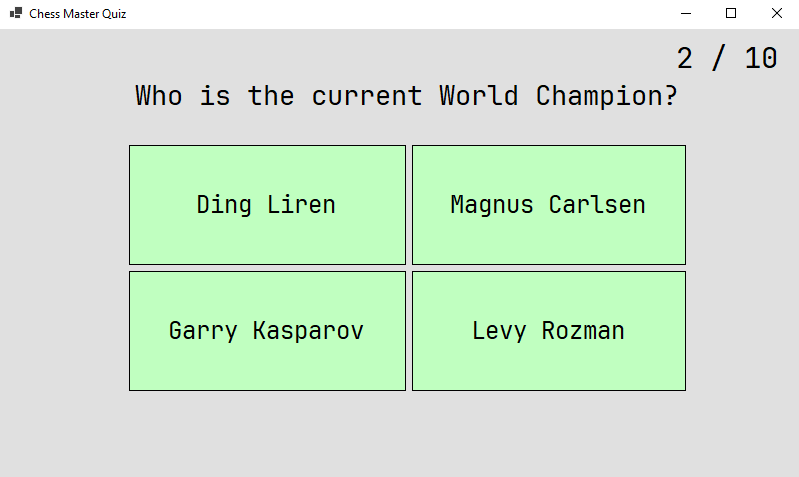 Chess Master Quiz
2 / 10
Who is the current World Champion?
Ding Liren
Magnus Carlsen
Garry Kasparov
Levy Rozman